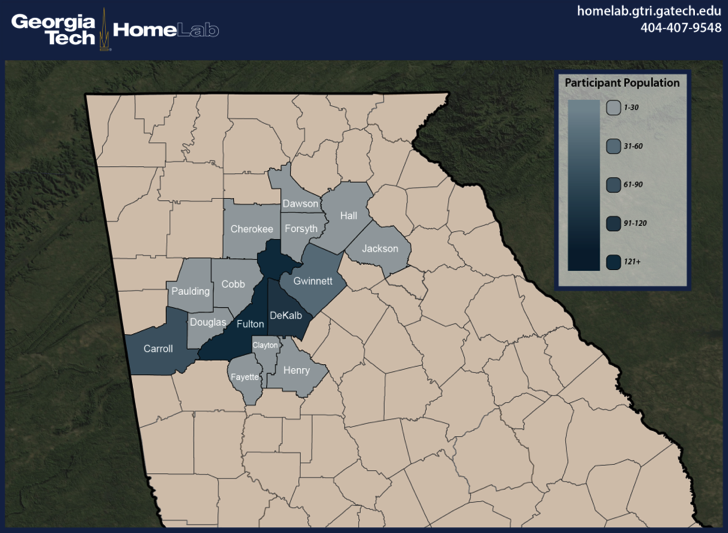 Georgia
Tech
HomeLab
homelab.gtri.gatech.edu
404-407-9548
Participant Population
1-30
31-60
61-90
91-120
121+
Dawson
Hall
Cherokee
Forsyth
Jackson
Gwinnett
Paulding
Cobb
Douglas
Fulton
DeKalb
Carroll
Clayton
Fayette
Henry